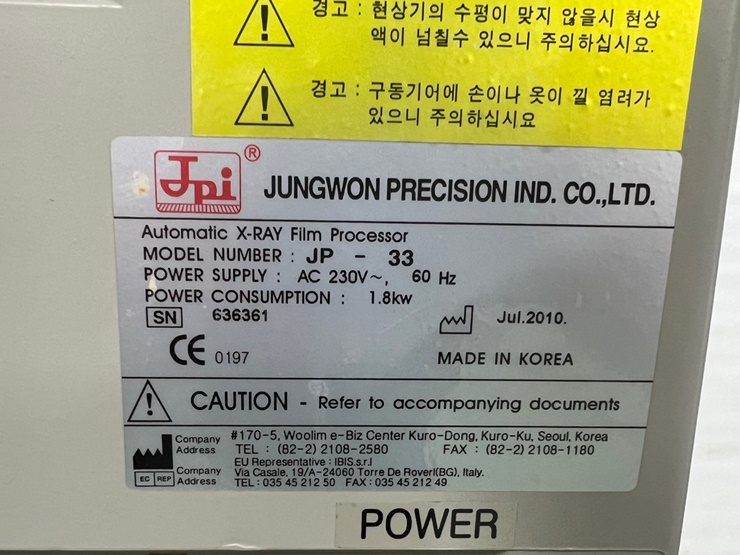 경고 : 현상기의 수평이 맞지 않을시 현상
액이 넘칠수 있으니 주의하십시요.
경고 : 구동기어에 손이나 옷이 낄 염려가
있으니 주의하십시요
Jpi ® JUNGWON PRECISION IND. CO.,LTD.
Automatic X-RAY Film Processor
MODEL NUMBER : JP - 33
POWER SUPPLY : AC 230V~, 60 Hz
POWER CONSUMPTION : 1.8kw
SN 636361
Jul.2010.
CE 0197
MADE IN KOREA
CAUTION - Refer to accompanying documents
Company Address #170-5, Woolim e-Biz Center Kuro-Dong, Kuro-Ku, Seoul, Korea
TEL : (82-2) 2108-2580 FAX : (82-2) 2108-1180
EU Representative : IBIS.s.r.l
EC REP Company Address Via Casale, 19/A-24060 Torre De Roverl(BG), Italy.
TEL : 035 45 212 50 FAX : 035 45 212 49
POWER